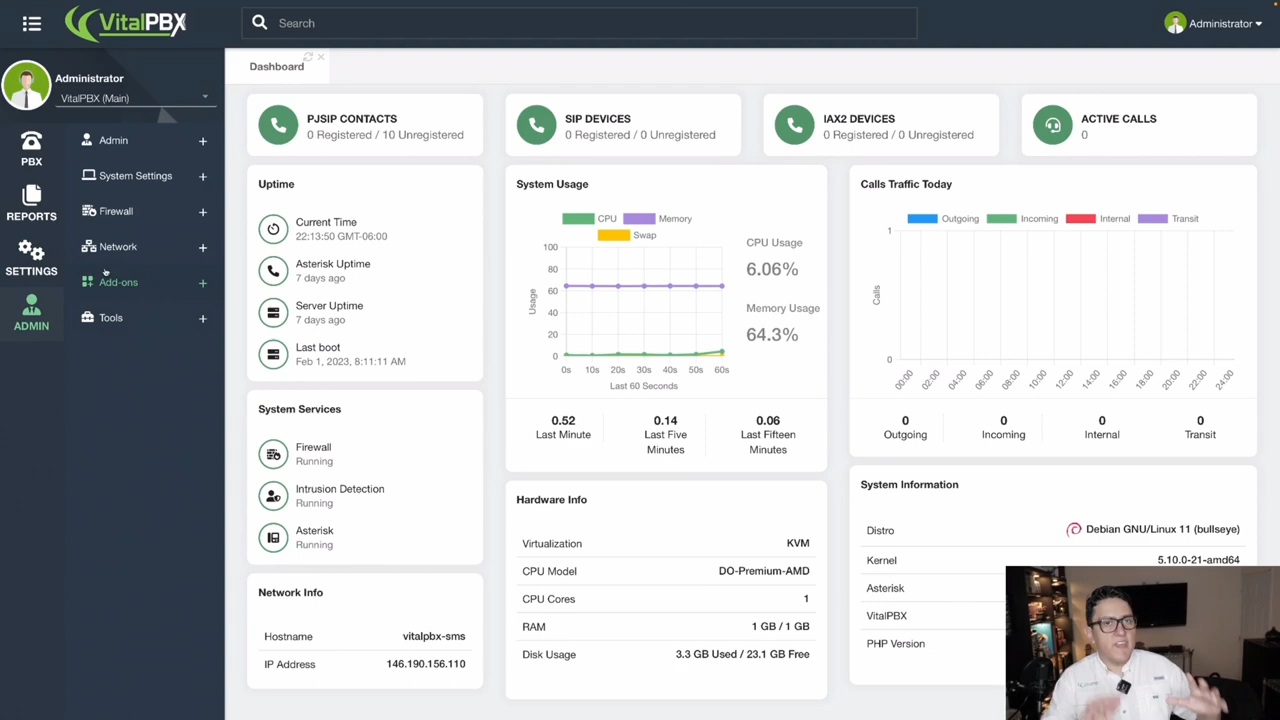 VitalPBX
Search
Administrator
Administrator
VitalPBX (Main)
PBX
REPORTS
SETTINGS
ADMIN
Admin +
System Settings +
Firewall +
Network +
Add-ons +
Tools +
Dashboard
PJSIP CONTACTS
0 Registered / 10 Unregistered
SIP DEVICES
0 Registered / 0 Unregistered
IAX2 DEVICES
0 Registered / 0 Unregistered
ACTIVE CALLS
0
Uptime
Current Time
22:13:50 GMT-06:00
Asterisk Uptime
7 days ago
Server Uptime
7 days ago
Last boot
Feb 1, 2023, 8:11:11 AM
System Services
Firewall
Running
Intrusion Detection
Running
Asterisk
Running
Network Info
Hostname vitalpbx-sms
IP Address 146.190.156.110
System Usage
CPU Memory
Swap
Usage
100
80
60
40
20
0
0s 10s 20s 30s 40s 50s 60s
Last 60 Seconds
CPU Usage
6.06%
Memory Usage
64.3%
0.52
Last Minute
0.14
Last Five
Minutes
0.06
Last Fifteen
Minutes
Hardware Info
Virtualization KVM
CPU Model DO-Premium-AMD
CPU Cores 1
RAM 1 GB / 1 GB
Disk Usage 3.3 GB Used / 23.1 GB Free
Calls Traffic Today
Outgoing Incoming Internal Transit
Calls
1
0
00:00 02:00 04:00 06:00 08:00 10:00 12:00 14:00 16:00 18:00 20:00 22:00 24:00
0
Outgoing
0
Incoming
0
Internal
0
Transit
System Information
Distro Debian GNU/Linux 11 (bullseye)
Kernel 5.10.0-21-amd64
Asterisk
VitalPBX
PHP Version